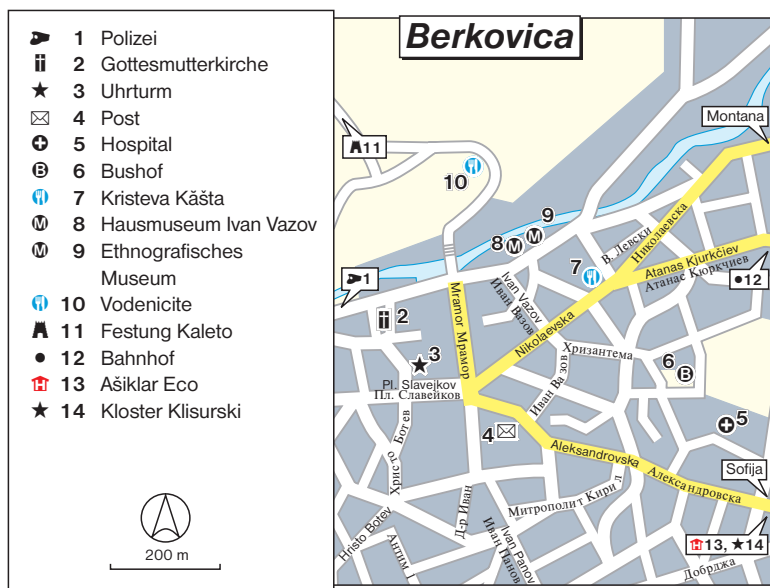 Berkovica
1 Polizei
2 Gottesmutterkirche
3 Uhrturm
4 Post
5 Hospital
B 6 Bushof
7 Kristeva Kăšta
M 8 Hausmuseum Ivan Vazov
M 9 Ethnografisches
Museum
10 Vodenicite
11 Festung Kaleto
12 Bahnhof
13 Ašiklar Eco
14 Kloster Klisurski
200 m
Montana
11
10
9
8 M M
В. Левски
Николаевска
Atanas Kjurkčiev
Атанас Кюркчиев
1
7
12
Ivan Vazov
Иван Вазов
Mramor Мрамор
Nikolaevska
2
Хризантема
3
6 B
Pl. Slavejkov
Пл. Славейков
Иван Вазов
Христо Ботев
4
5
Aleksandrovska
Александровска
Sofija
Митрополит Кирил
Д-р Иван
Hristo Botev
Антим I
Ivan Panov
Иван Панов
13, 14
Добрджа